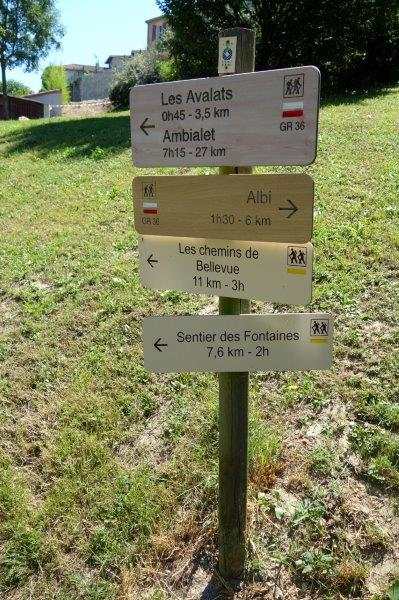 Les Avalats
0h45 - 3,5 km
Ambialet
7h15 - 27 km
GR 36
Albi
1h30 - 6 km
GR 36
Les chemins de
Bellevue
11 km - 3h
Sentier des Fontaines
7,6 km - 2h